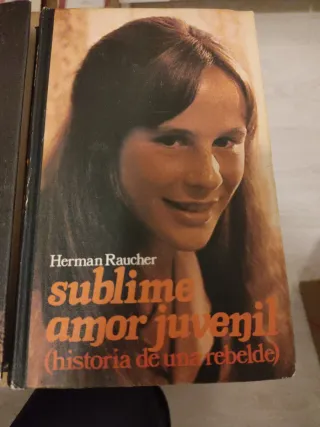 Herman Raucher
sublime
amor juvenil
(historia de una rebelde)